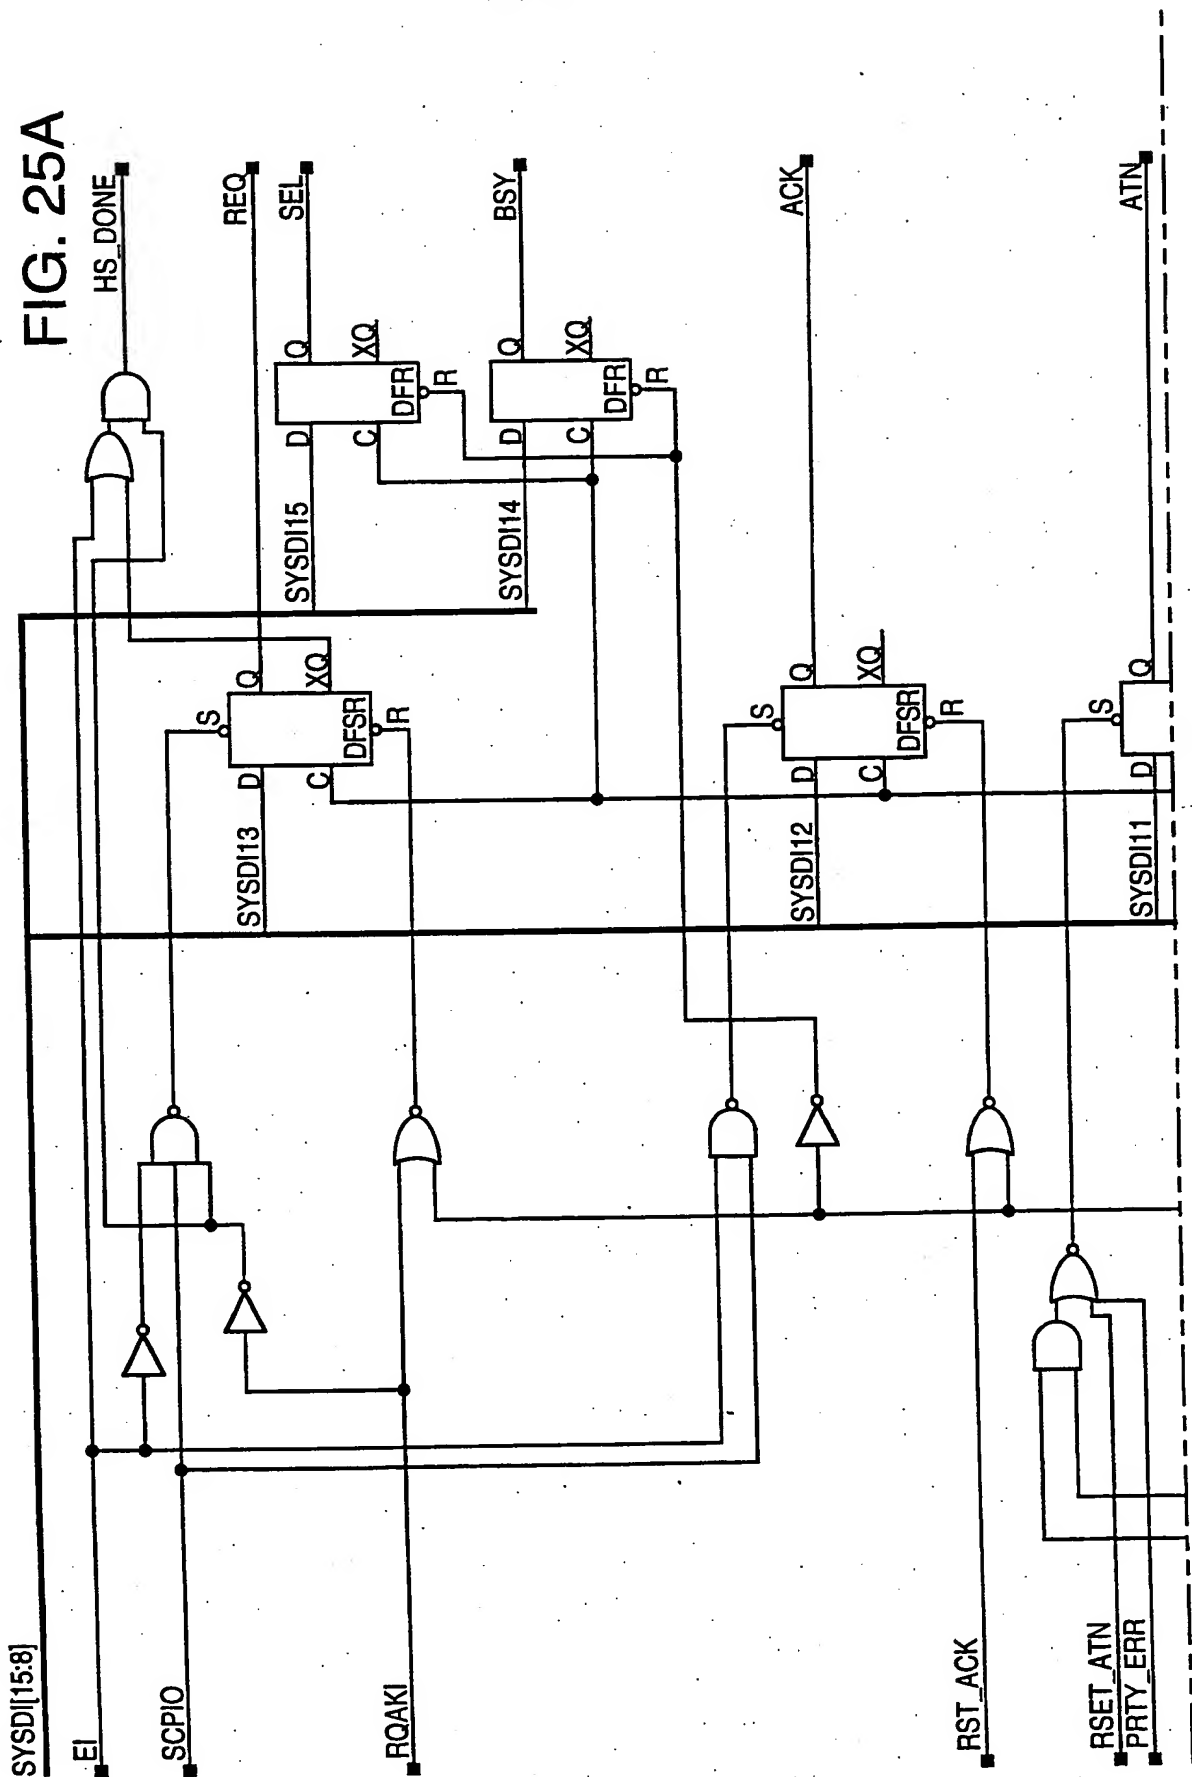 FIG. 25A
SYSDI[15:8]
EI
SCPIO
RQAKI
RST_ACK
RSET_ATN
PRTY_ERR
SYSDI13
D
C
S
Q
XQ
DFSR
R
SYSDI12
D
C
S
Q
XQ
DFSR
R
SYSDI11
D
S
Q
SYSDI15
D
C
Q
XQ
DFR
R
SYSDI14
D
C
Q
XQ
DFR
R
HS_DONE
REQ
SEL
BSY
ACK
ATN